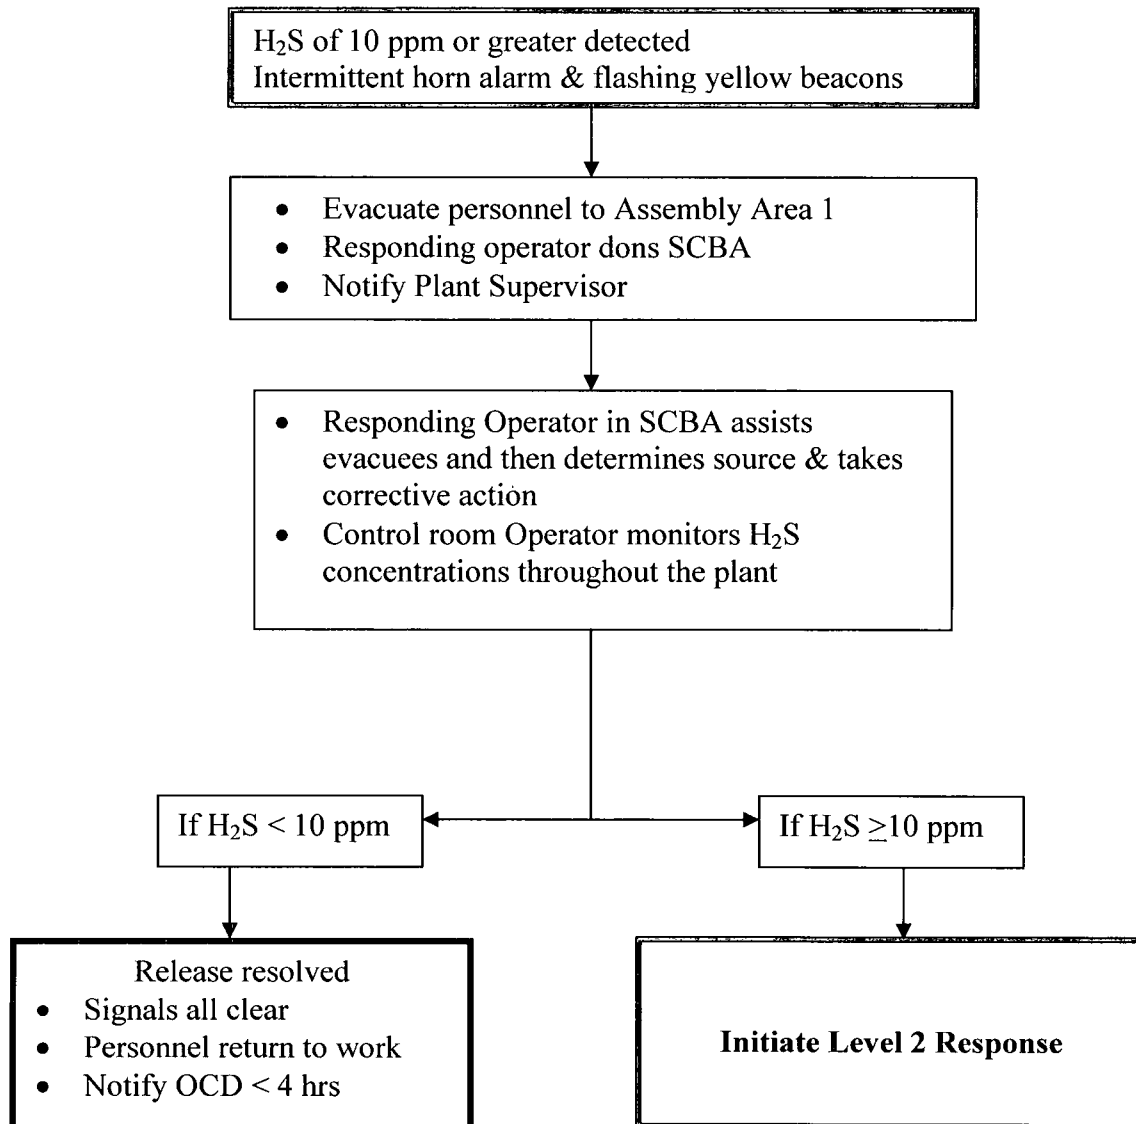 H₂S of 10 ppm or greater detected
Intermittent horn alarm & flashing yellow beacons
• Evacuate personnel to Assembly Area 1
• Responding operator dons SCBA
• Notify Plant Supervisor
• Responding Operator in SCBA assists
evacuees and then determines source & takes
corrective action
• Control room Operator monitors H₂S
concentrations throughout the plant
If H₂S < 10 ppm
If H₂S ≥10 ppm
Release resolved
• Signals all clear
• Personnel return to work
• Notify OCD < 4 hrs
Initiate Level 2 Response